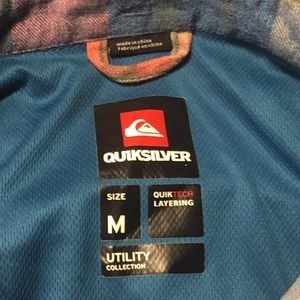 made in china
Fabriqué en chine
QUIKSILVER
SIZE
M
QUIKTECH
LAYERING
UTILITY
COLLECTION